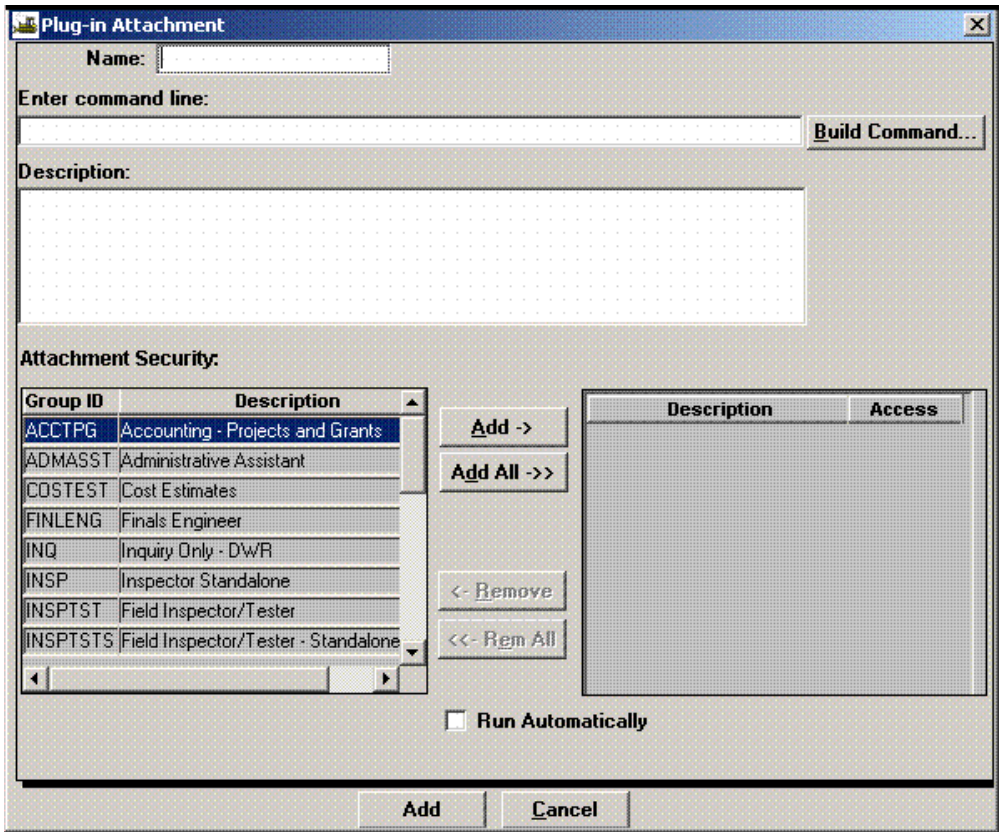 Plug-in Attachment
Name:
Enter command line:
Build Command...
Description:
Attachment Security:
Group ID Description
ACCTPG Accounting - Projects and Grants
ADMASST Administrative Assistant
COSTEST Cost Estimates
FINLENG Finals Engineer
INQ Inquiry Only - DWR
INSP Inspector Standalone
INSPTST Field Inspector/Tester
INSPTSTS Field Inspector/Tester - Standalone
Add ->
Add All ->>
<- Remove
<<- Rem All
Description Access
Run Automatically
Add Cancel